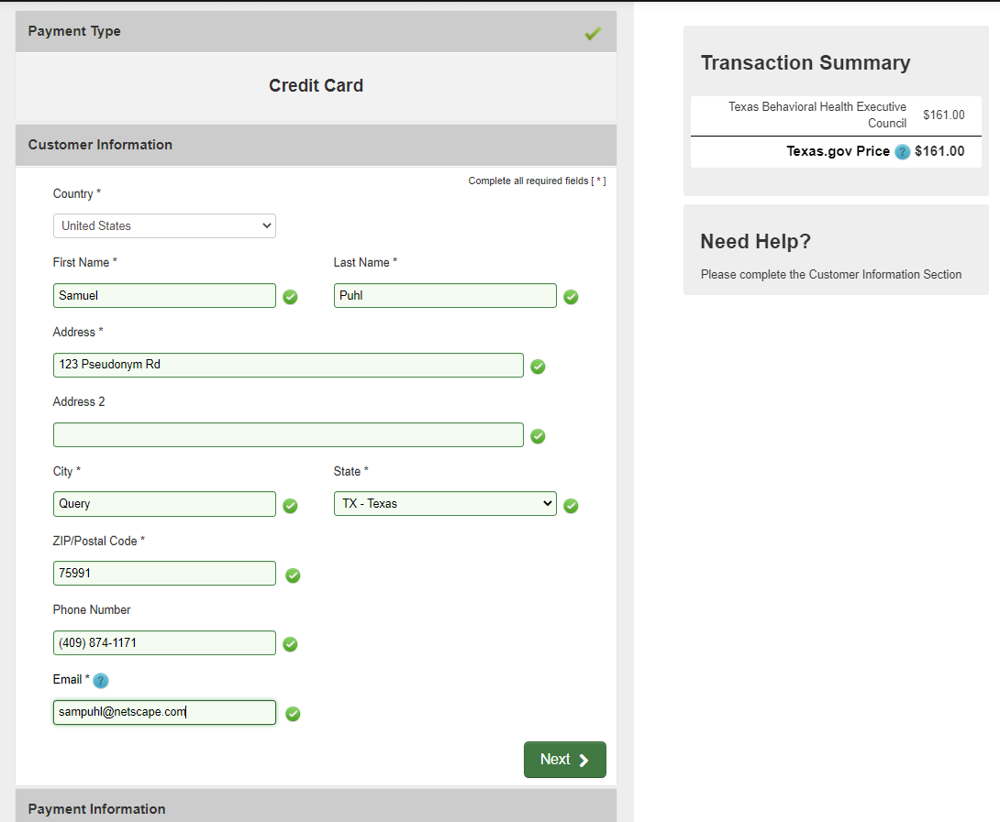 Payment Type
Credit Card
Customer Information
Complete all required fields [ * ]
Country *
United States
First Name *
Last Name *
Samuel
Puhl
Address *
123 Pseudonym Rd
Address 2
City *
State *
Query
TX - Texas
ZIP/Postal Code *
75991
Phone Number
(409) 874-1171
Email * ?
sampuhl@netscape.com
Next
Payment Information
Transaction Summary
Texas Behavioral Health Executive
Council
$161.00
Texas.gov Price ? $161.00
Need Help?
Please complete the Customer Information Section